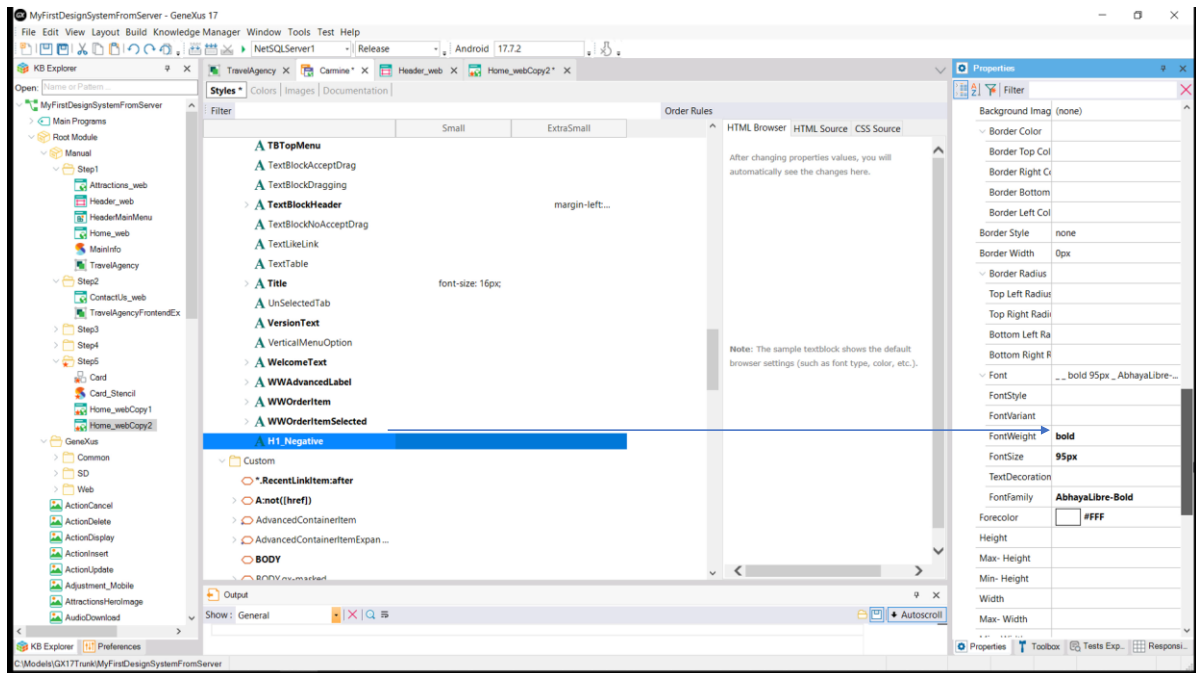 MyFirstDesignSystemFromServer - GeneXus 17
File Edit View Layout Build Knowledge Manager Window Tools Test Help
NetSQLServer1 Release Android 17.7.2
KB Explorer
Open: Name or Pattern...
MyFirstDesignSystemFromServer
Main Programs
Root Module
Manual
Step1
Attractions_web
Header_web
HeaderMainMenu
Home_web
MainInfo
TravelAgency
Step2
ContactUs_web
TravelAgencyFrontendEx
Step3
Step4
Step5
Card
Card_Stencil
Home_webCopy1
Home_webCopy2
GeneXus
Common
SD
Web
ActionCancel
ActionDelete
ActionDisplay
ActionInsert
ActionUpdate
Adjustment_Mobile
AttractionsHeroImage
AudioDownload
KB Explorer Preferences
C:\Models\GX17Trunk\MyFirstDesignSystemFromServer
TravelAgency Carmine * Header_web Home_webCopy2 *
Styles * Colors Images Documentation
Filter Order Rules
Small ExtraSmall
TBTopMenu
TextBlockAcceptDrag
TextBlockDragging
TextBlockHeader margin-left:...
TextBlockNoAcceptDrag
TextLikeLink
TextTable
Title font-size: 16px;
UnSelectedTab
VersionText
VerticalMenuOption
WelcomeText
WWAdvancedLabel
WWOrderItem
WWOrderItemSelected
H1_Negative
Custom
*.RecentLinkItem:after
A:not([href])
AdvancedContainerItem
AdvancedContainerItemExpan ...
BODY
BODY.gx-masked
HTML Browser HTML Source CSS Source
After changing properties values, you will
automatically see the changes here.
Note: The sample textblock shows the default
browser settings (such as font type, color, etc.).
Output
Show: General Autoscroll
Properties
Filter
Background Imag (none)
Border Color
Border Top Col
Border Right Co
Border Bottom
Border Left Col
Border Style none
Border Width 0px
Border Radius
Top Left Radius
Top Right Radi
Bottom Left Ra
Bottom Right R
Font _ _ bold 95px _ AbhayaLibre-...
FontStyle
FontVariant
FontWeight bold
FontSize 95px
TextDecoration
FontFamily AbhayaLibre-Bold
Forecolor #FFF
Height
Max- Height
Min- Height
Width
Max- Width
Properties Toolbox Tests Exp... Responsi...